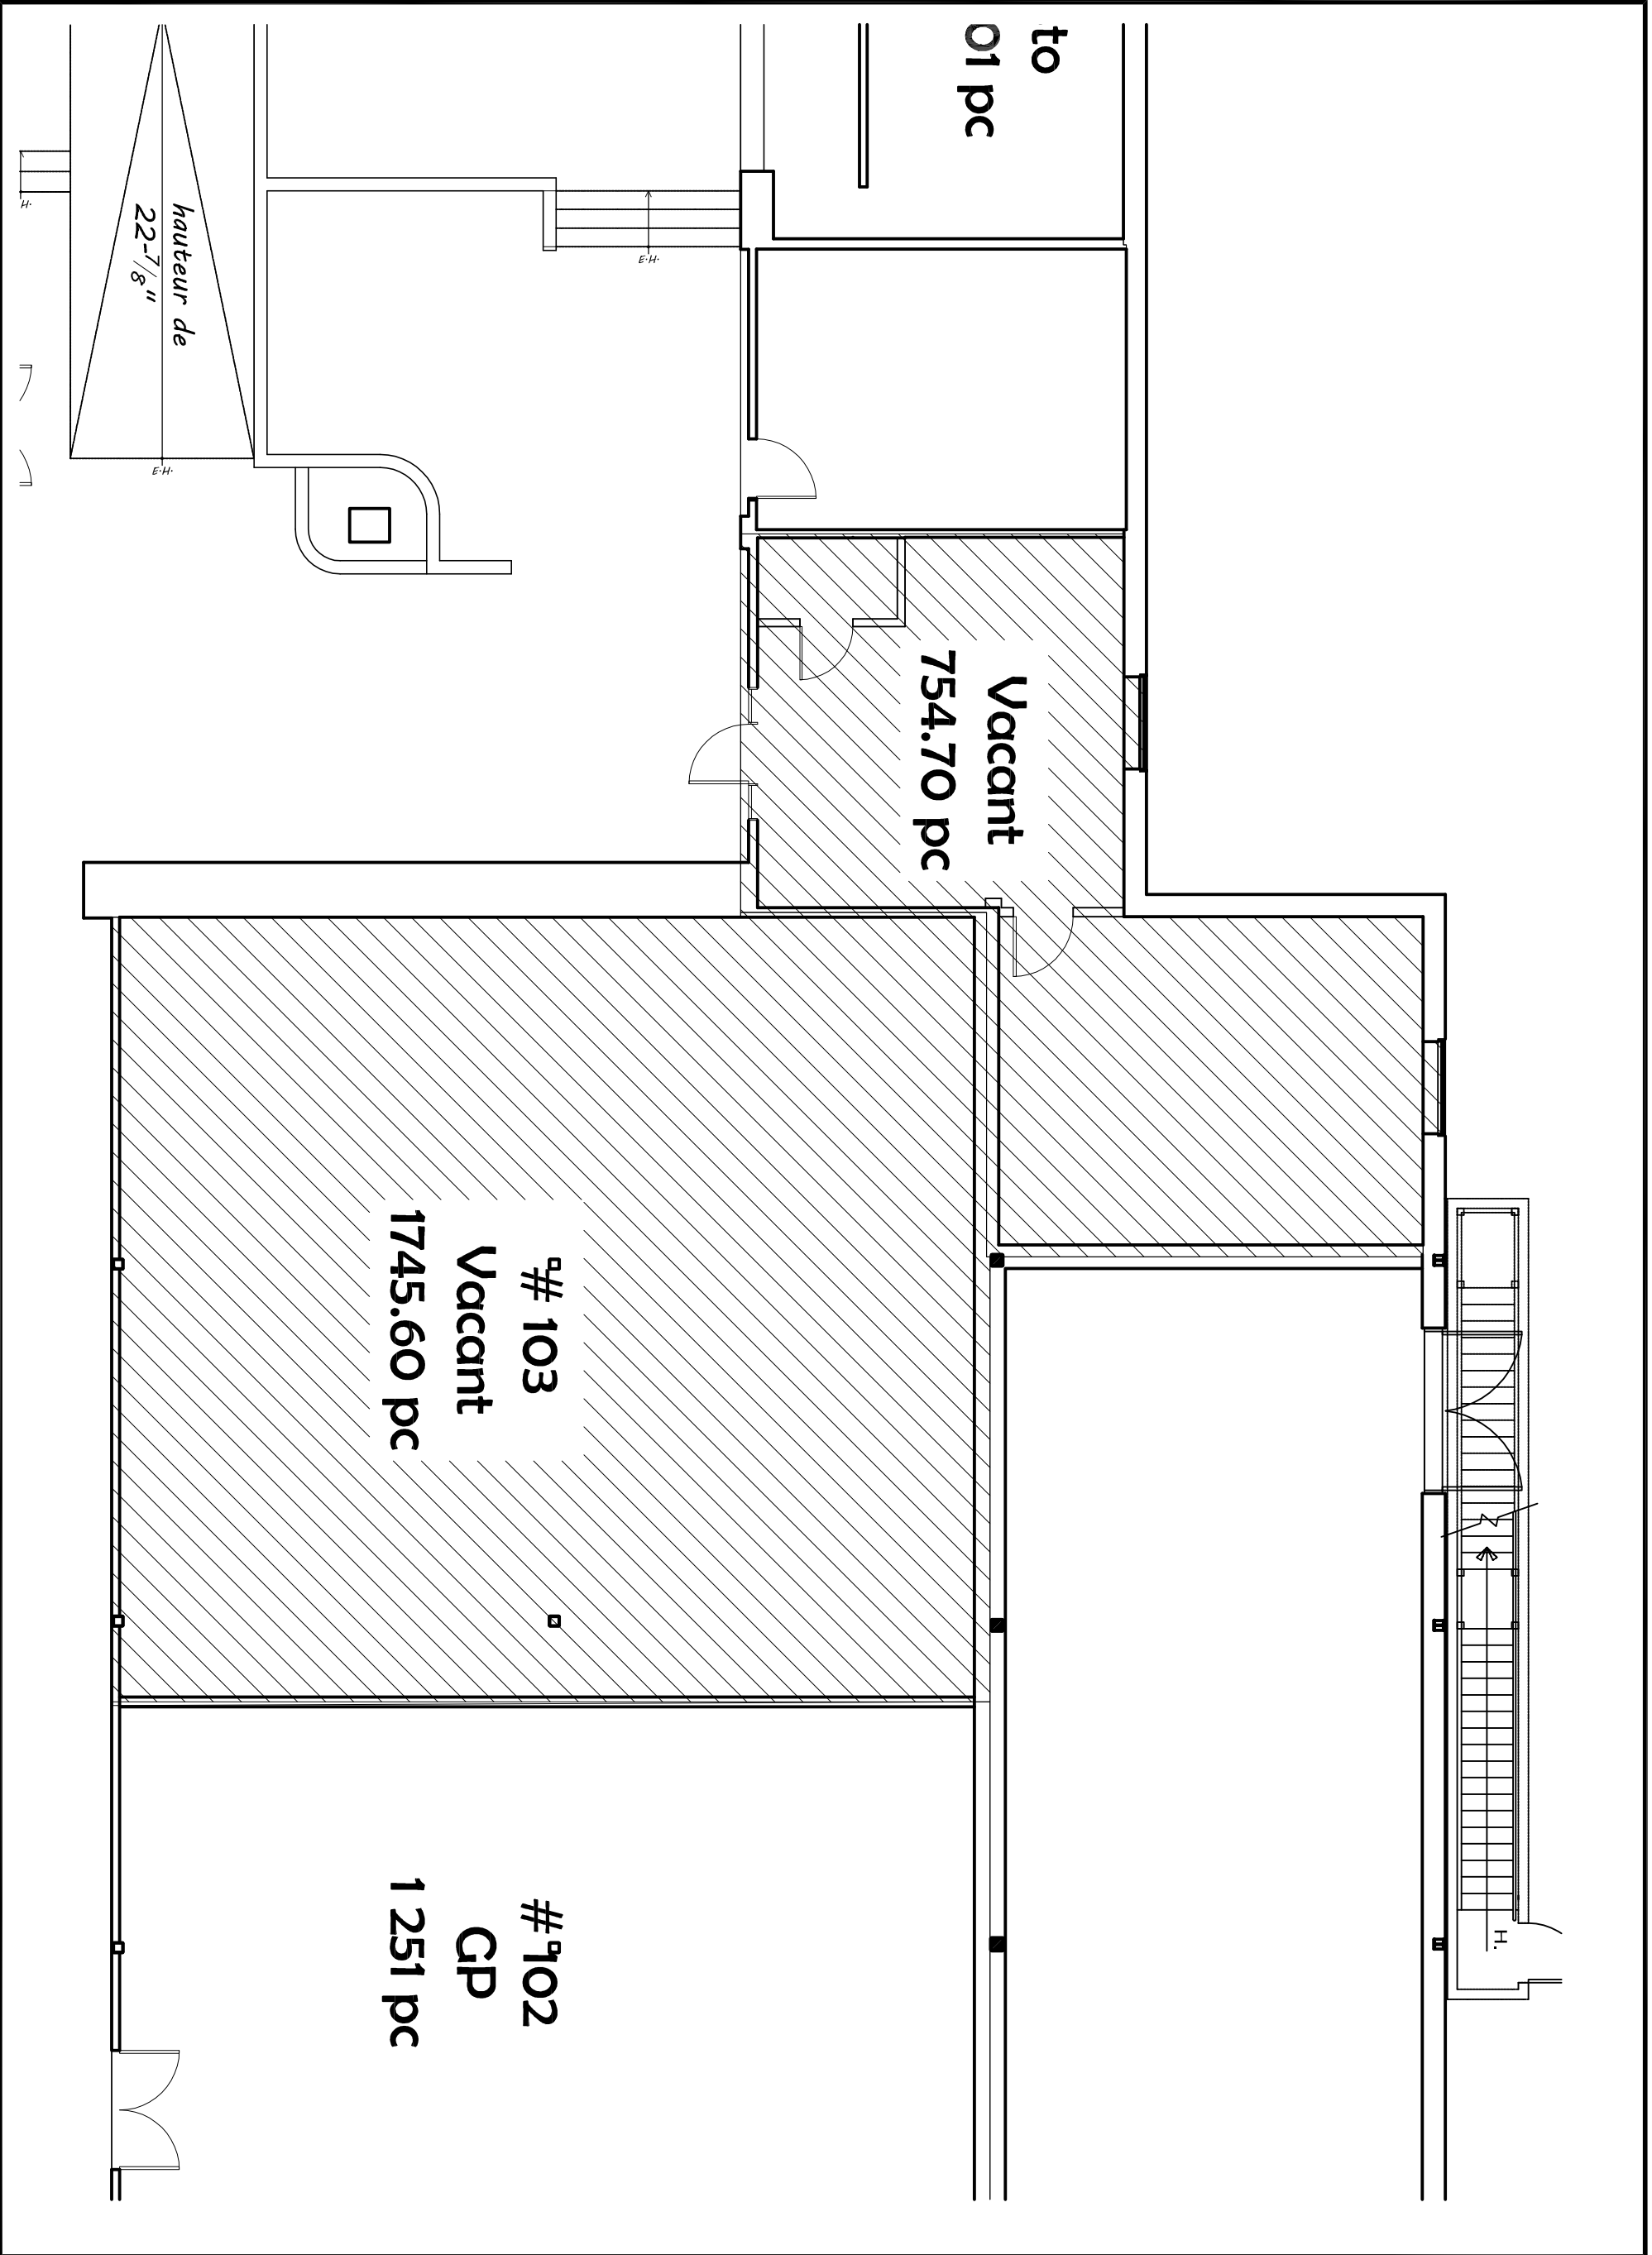 to
01 pc
Vacant
754.70 pc
# 103
Vacant
1745.60 pc
#102
GP
1 251 pc
hauteur de
22-7/8"
E.H.
E.H.
H.
H.